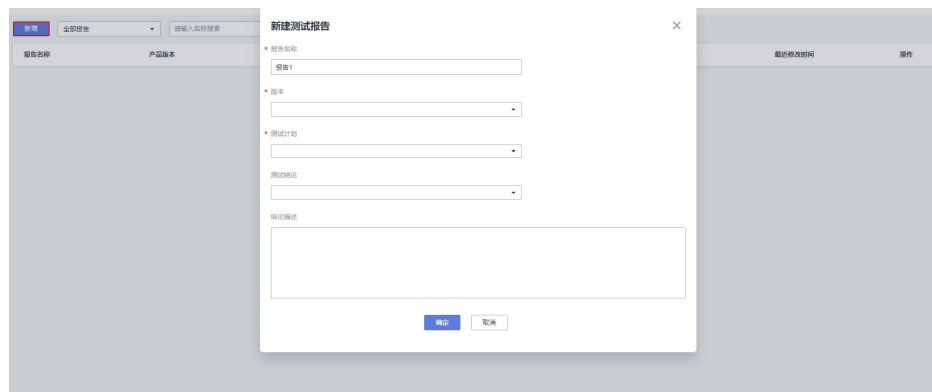 新增 全部报告 请输入名称搜索
报告名称 产品版本 最近修改时间 操作
新建测试报告
* 报告名称
报告1
* 版本
* 测试计划
测试结论
结论描述
确定 取消